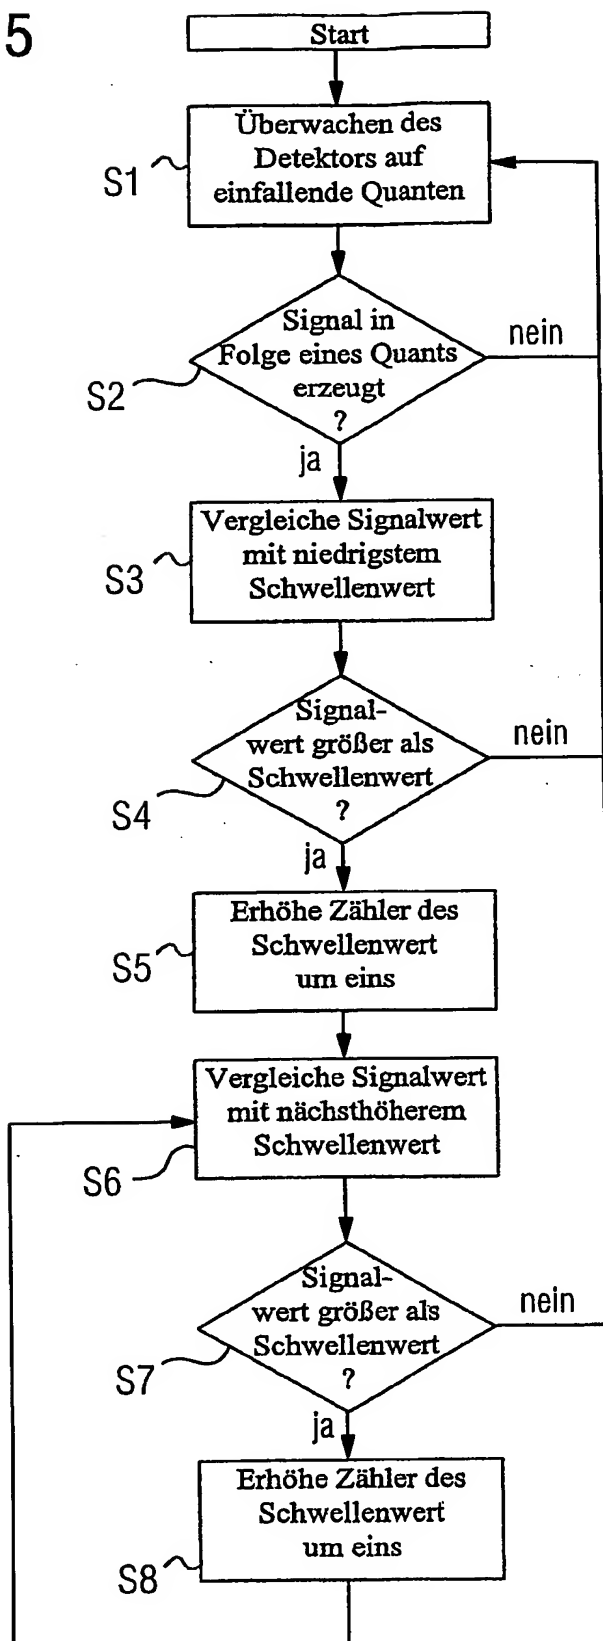 5
Start
Überwachen des
Detektors auf
einfallende Quanten
S1
Signal in
Folge eines Quants
erzeugt
?
nein
S2
ja
Vergleiche Signalwert
mit niedrigstem
Schwellenwert
S3
Signal-
wert größer als
Schwellenwert
?
nein
S4
ja
Erhöhe Zähler des
Schwellenwert
um eins
S5
Vergleiche Signalwert
mit nächsthöherem
Schwellenwert
S6
Signal-
wert größer als
Schwellenwert
?
nein
S7
ja
Erhöhe Zähler des
Schwellenwert
um eins
S8